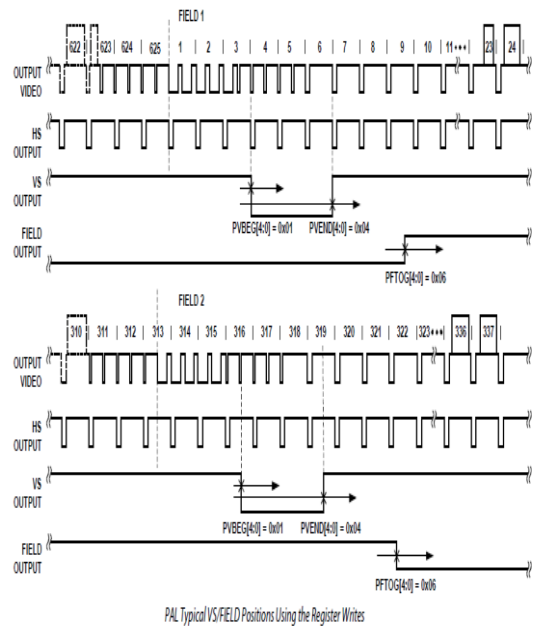 FIELD 1
622 623 624 625 1 2 3 4 5 6 7 8 9 10 11 23 24
OUTPUT
VIDEO
HS
OUTPUT
VS
OUTPUT
PVBEG[4:0] = 0x01 PVEND[4:0] = 0x04
FIELD
OUTPUT
PFTOG[4:0] = 0x06
FIELD 2
310 311 312 313 314 315 316 317 318 319 320 321 322 323 336 337
OUTPUT
VIDEO
HS
OUTPUT
VS
OUTPUT
PVBEG[4:0] = 0x01 PVEND[4:0] = 0x04
FIELD
OUTPUT
PFTOG[4:0] = 0x06
PAL Typical VS/FIELD Positions Using the Register Writes